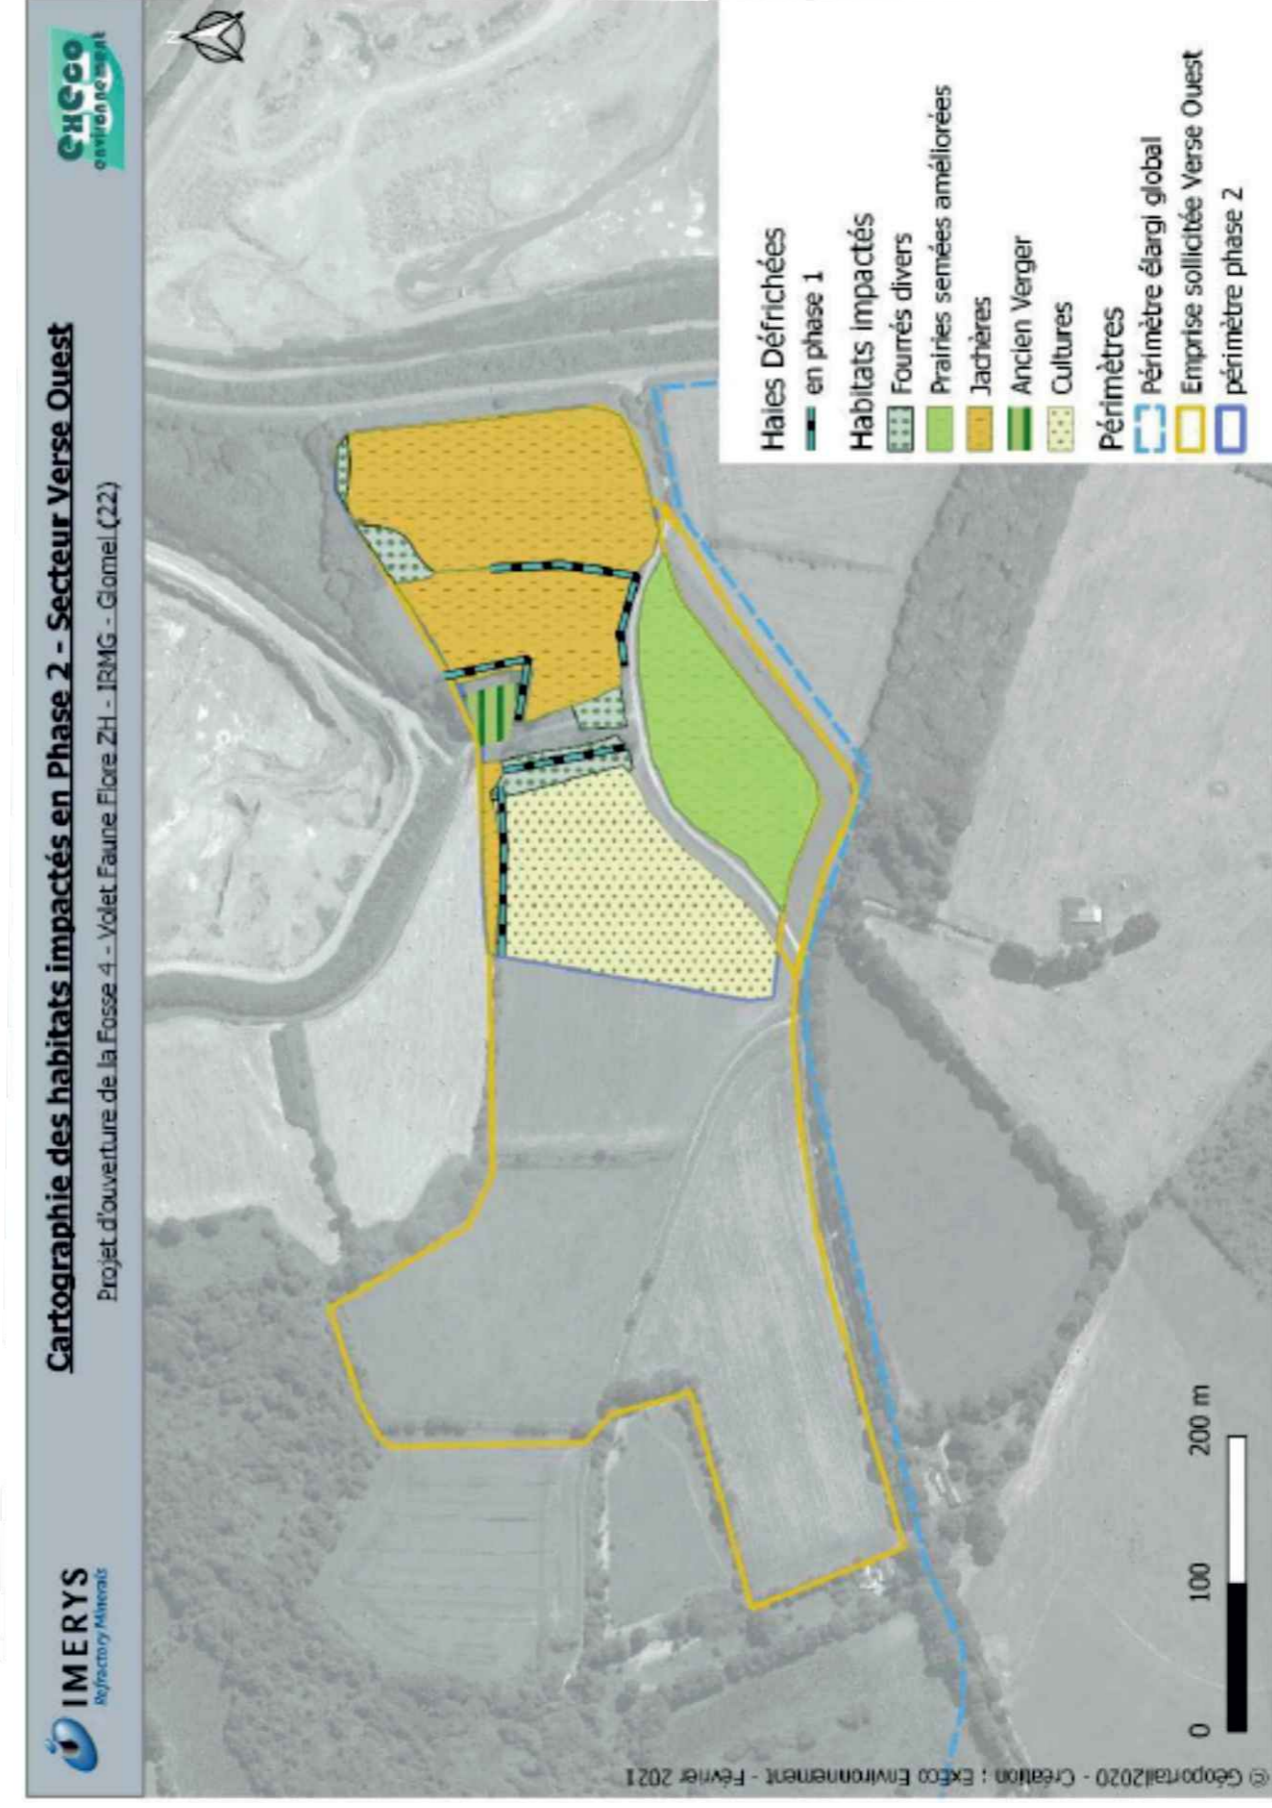 IMERYS
Refractory Minerals
Cartographie des habitats impactés en Phase 2 - Secteur Verse Ouest
Projet d'ouverture de la Fosse 4 - Volet Faune Flore ZH - IRMG - Glomel (22)
execo
environnement
N
Haies Défrichées
en phase 1
Habitats impactés
Fourrés divers
Prairies semées améliorées
Jachères
Ancien Verger
Cultures
Périmètres
Périmètre élargi global
Emprise sollicitée Verse Ouest
périmètre phase 2
0 100 200 m
© Géoportail2020 - Création : ExEco Environnement - Février 2021